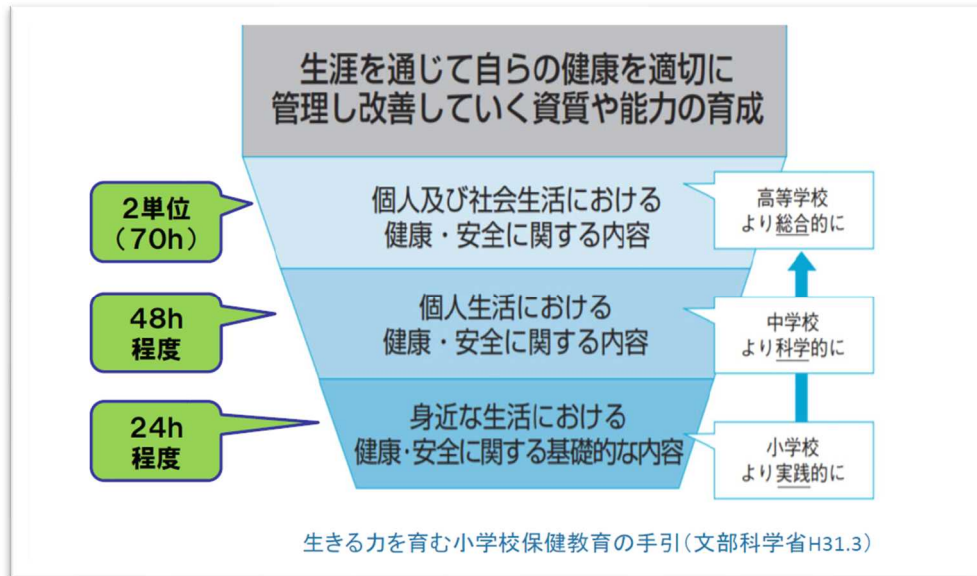 生涯を通じて自らの健康を適切に
管理し改善していく資質や能力の育成
2単位
（70h）
個人及び社会生活における
健康・安全に関する内容
高等学校
より総合的に
48h
程度
個人生活における
健康・安全に関する内容
中学校
より科学的に
24h
程度
身近な生活における
健康・安全に関する基礎的な内容
小学校
より実践的に
生きる力を育む小学校保健教育の手引（文部科学省H31.3）